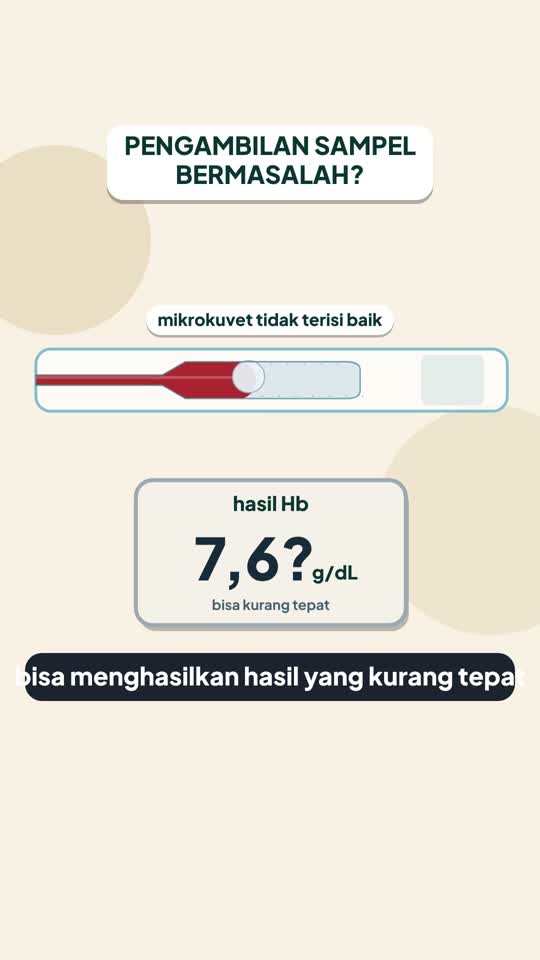 PENGAMBILAN SAMPEL
BERMASALAH?
mikrokuvet tidak terisi baik
hasil Hb
7,6? g/dL
bisa kurang tepat
bisa menghasilkan hasil yang kurang tepat